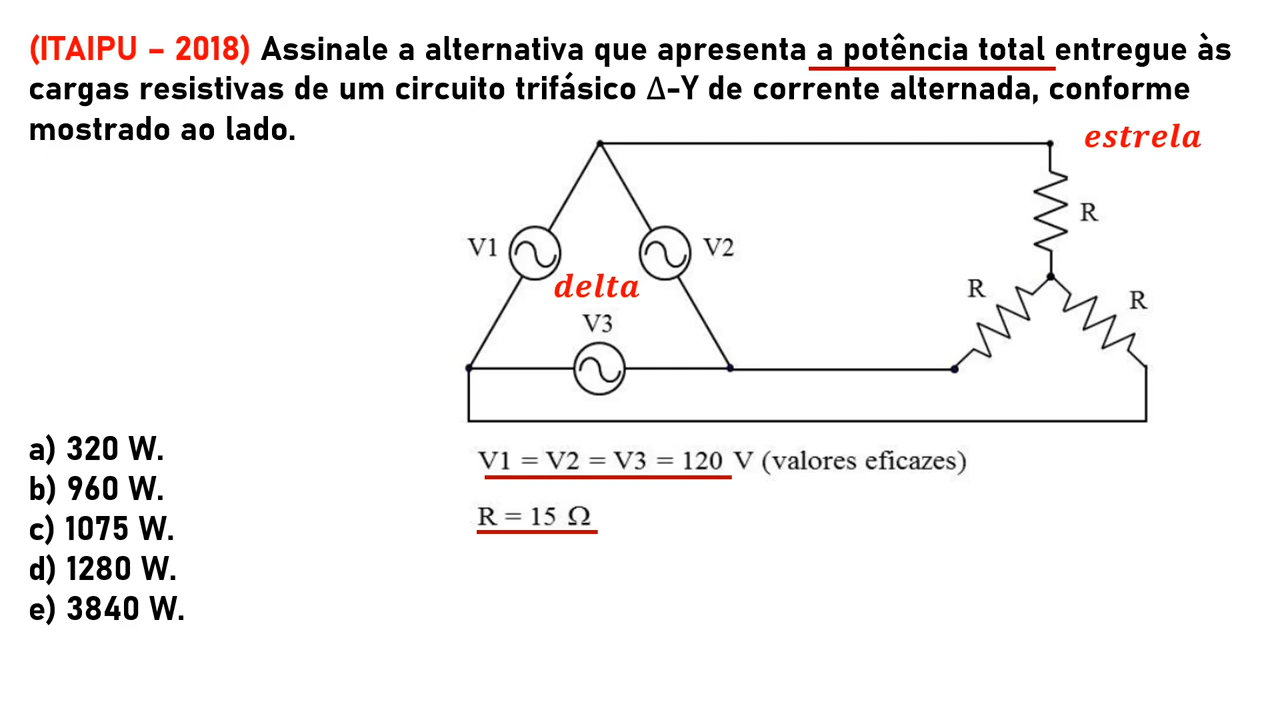 (ITAIPU – 2018) Assinale a alternativa que apresenta a potência total entregue às
cargas resistivas de um circuito trifásico Δ-Y de corrente alternada, conforme
mostrado ao lado.
estrela
R
V1
V2
delta
R
R
V3
a) 320 W.
b) 960 W.
c) 1075 W.
d) 1280 W.
e) 3840 W.
V1 = V2 = V3 = 120 V (valores eficazes)
R = 15 Ω